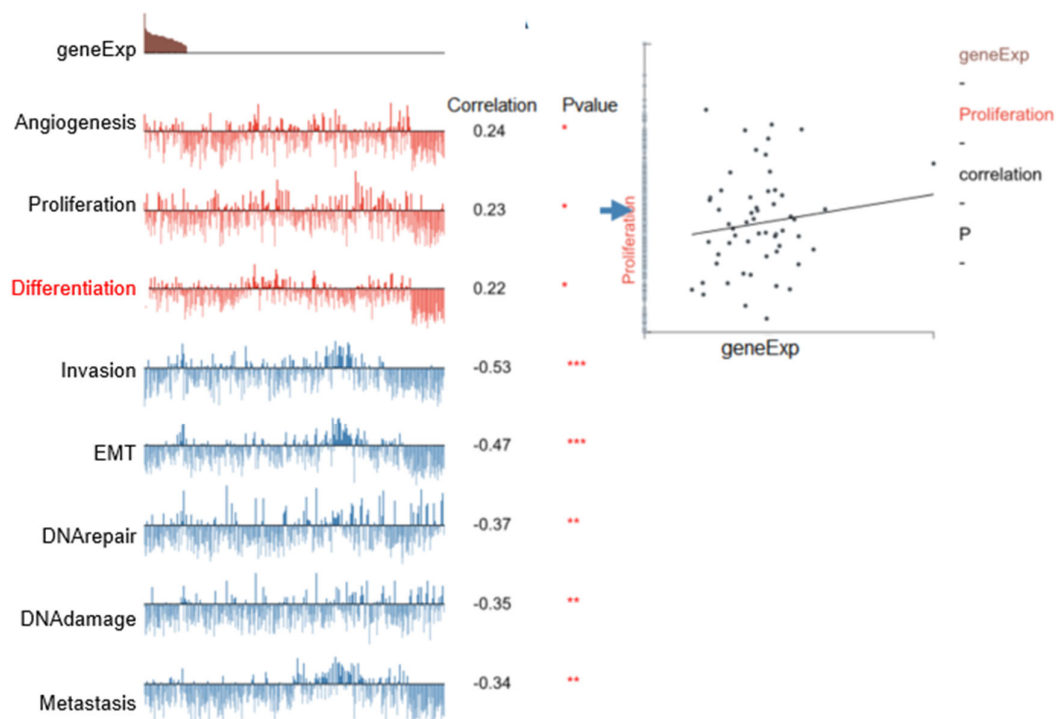 geneExp
Correlation Pvalue
Angiogenesis 0.24 *
Proliferation 0.23 *
Differentiation 0.22 *
Invasion -0.53 ***
EMT -0.47 ***
DNArepair -0.37 **
DNAdamage -0.35 **
Metastasis -0.34 **
Proliferation
geneExp
geneExp
-
Proliferation
-
correlation
-
P
-